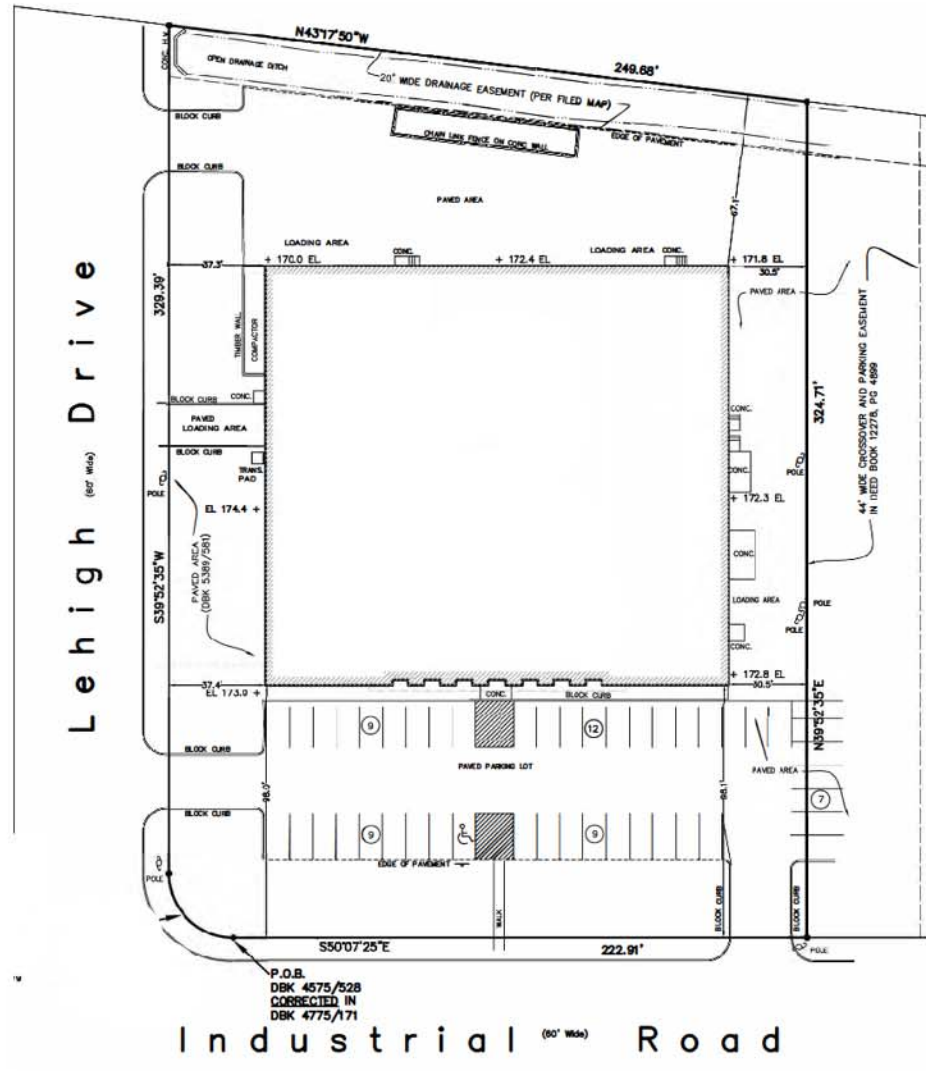 N43°17'50"W
249.68'
CONC. H.W.
OPEN DRAINAGE DITCH
20' WIDE DRAINAGE EASEMENT (PER FILED MAP)
BLOCK CURB
CHAIN LINK FENCE ON CONC. WALL
EDGE OF PAVEMENT
BLOCK CURB
PAVED AREA
67.1'
LOADING AREA
CONC.
LOADING AREA
CONC.
37.3'
+ 170.0 EL
+ 172.4 EL
+ 171.8 EL
30.5'
329.39'
PAVED AREA
TIMBER WALL
COMPACTOR
44' WIDE CROSSOVER AND PARKING EASEMENT
IN DEED BOOK 12278, PG 4899
324.71'
BLOCK CURB
CONC.
CONC.
PAVED
LOADING AREA
BLOCK CURB
TRANS.
PAD
POLE
CONC.
POLE
EL 174.4 +
+ 172.3 EL
Lehigh Drive
(60' Wide)
S39°52'35"W
PAVED AREA
(DBK 5389/581)
CONC.
LOADING AREA
POLE
POLE
CONC.
+ 172.8 EL
37.4'
EL 173.9 +
30.5'
CONC.
BLOCK CURB
N39°52'35"E
9
12
BLOCK CURB
PAVED PARKING LOT
PAVED AREA
98.0'
98.1'
7
BLOCK CURB
9
9
EDGE OF PAVEMENT
POLE
WALK
BLOCK CURB
BLOCK CURB
S50°07'25"E
222.91'
POLE
P.O.B.
DBK 4575/528
CORRECTED IN
DBK 4775/171
Industrial (60' Wide) Road